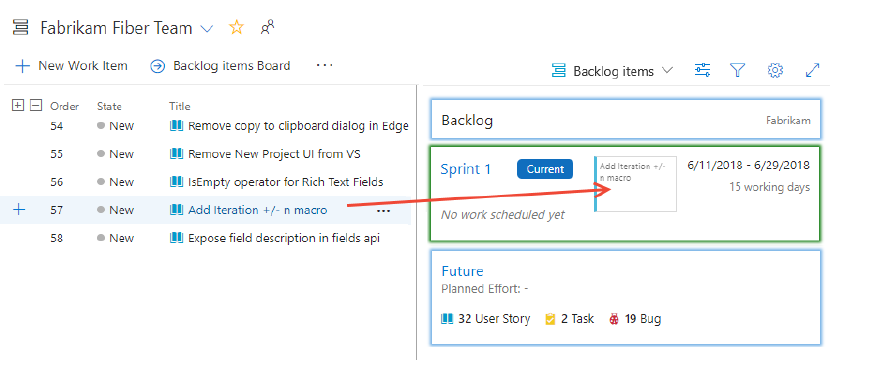 Fabrikam Fiber Team
New Work Item
Backlog items Board
...
Backlog items
Order State Title
54 New Remove copy to clipboard dialog in Edge
55 New Remove New Project UI from VS
56 New IsEmpty operator for Rich Text Fields
57 New Add Iteration +/- n macro ...
58 New Expose field description in fields api
Backlog Fabrikam
Sprint 1 Current
Add Iteration +/-
n macro
6/11/2018 - 6/29/2018
15 working days
No work scheduled yet
Future
Planned Effort: -
32 User Story 2 Task 19 Bug